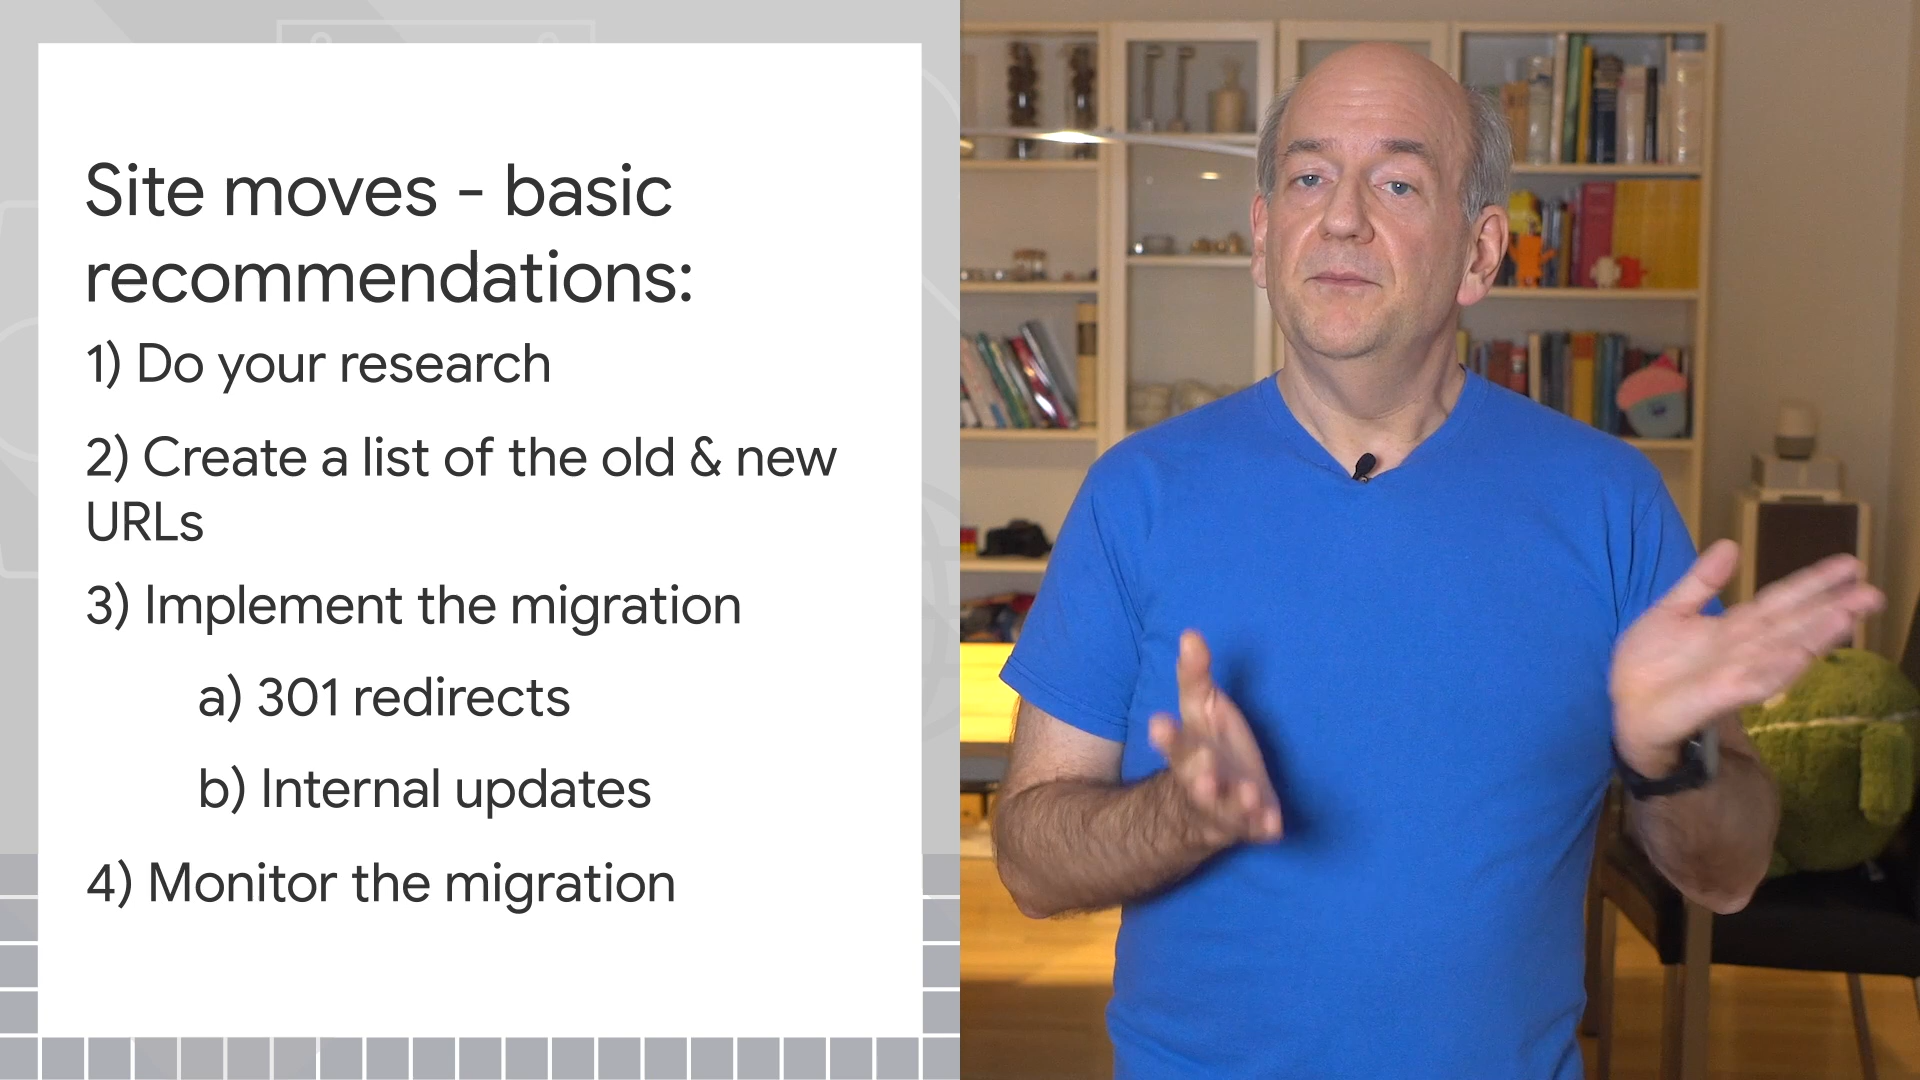 Site moves - basic
recommendations:
1) Do your research
2) Create a list of the old & new
URLs
3) Implement the migration
a) 301 redirects
b) Internal updates
4) Monitor the migration